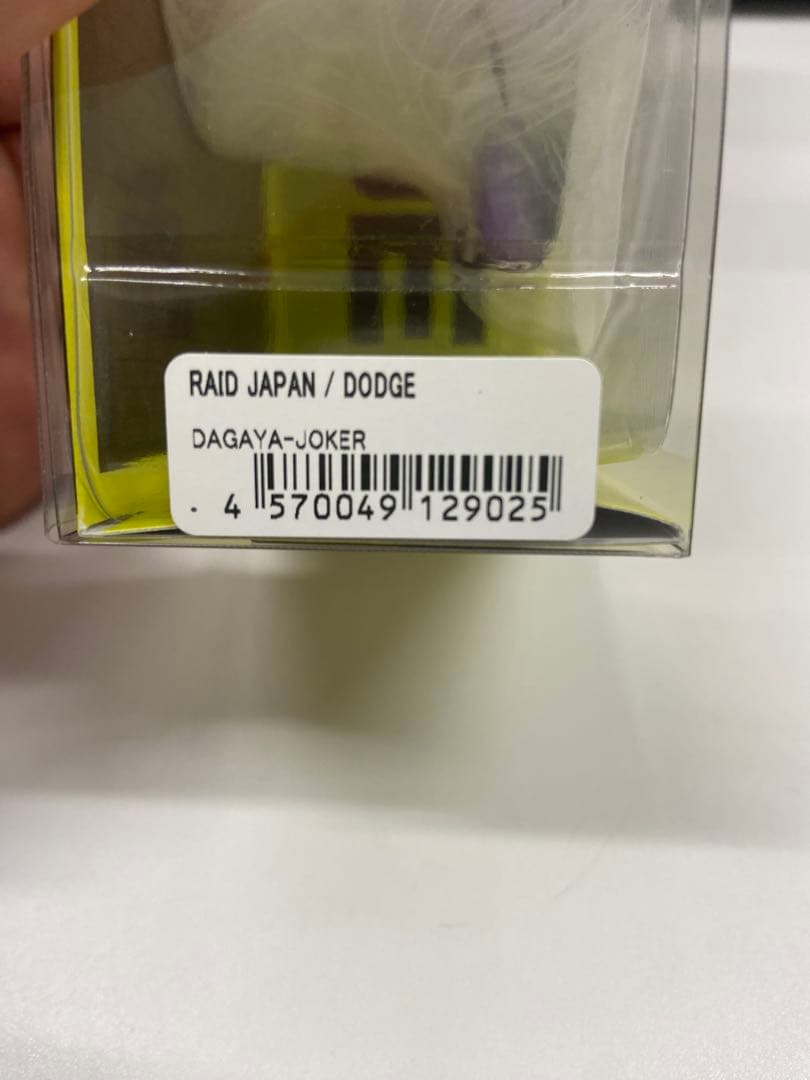 RAID JAPAN / DODGE
DAGAYA-JOKER
. 4 570049 129025